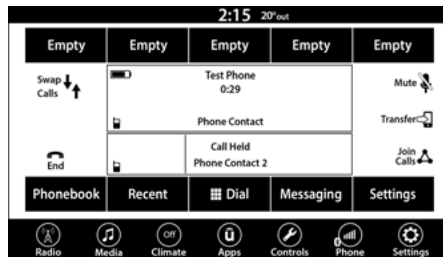 2:15 20°out
Empty Empty Empty Empty Empty
Swap Calls
Test Phone
0:29
Phone Contact
Mute
Transfer
End
Call Held
Phone Contact 2
Join Calls
Phonebook Recent Dial Messaging Settings
Off
ū
Radio Media Climate Apps Controls Phone Settings